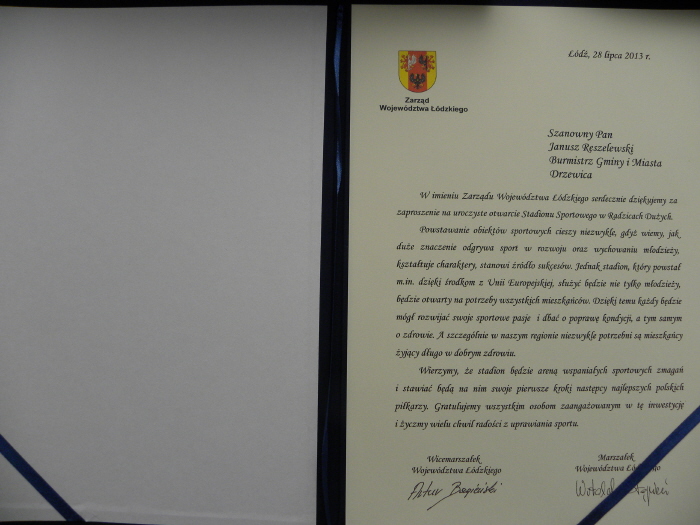 Łódź, 28 lipca 2013 r.
Zarząd
Województwa Łódzkiego
Szanowny Pan
Janusz Reszelewski
Burmistrz Gminy i Miasta
Drzewica
W imieniu Zarządu Województwa Łódzkiego serdecznie dziękujemy za
zaproszenie na uroczyste otwarcie Stadionu Sportowego w Radzicach Dużych.
Powstawanie obiektów sportowych cieszy niezwykle, gdyż wiemy, jak
duże znaczenie odgrywa sport w rozwoju oraz wychowaniu młodzieży,
kształtuje charaktery, stanowi źródło sukcesów. Jednak stadion, który powstał
m.in. dzięki środkom z Unii Europejskiej, służyć będzie nie tylko młodzieży,
będzie otwarty na potrzeby wszystkich mieszkańców. Dzięki temu każdy będzie
mógł rozwijać swoje sportowe pasje i dbać o poprawę kondycji, a tym samym
o zdrowie. A szczególnie w naszym regionie niezwykle potrzebni są mieszkańcy
żyjący długo w dobrym zdrowiu.
Wierzymy, że stadion będzie areną wspaniałych sportowych zmagań
i stawiać będą na nim swoje pierwsze kroki następcy najlepszych polskich
piłkarzy. Gratulujemy wszystkim osobom zaangażowanym w tę inwestycję
i życzmy wielu chwil radości z uprawiania sportu.
Wicemarszałek
Województwa Łódzkiego
Artur Bagieński
Marszałek
Województwa
Witold